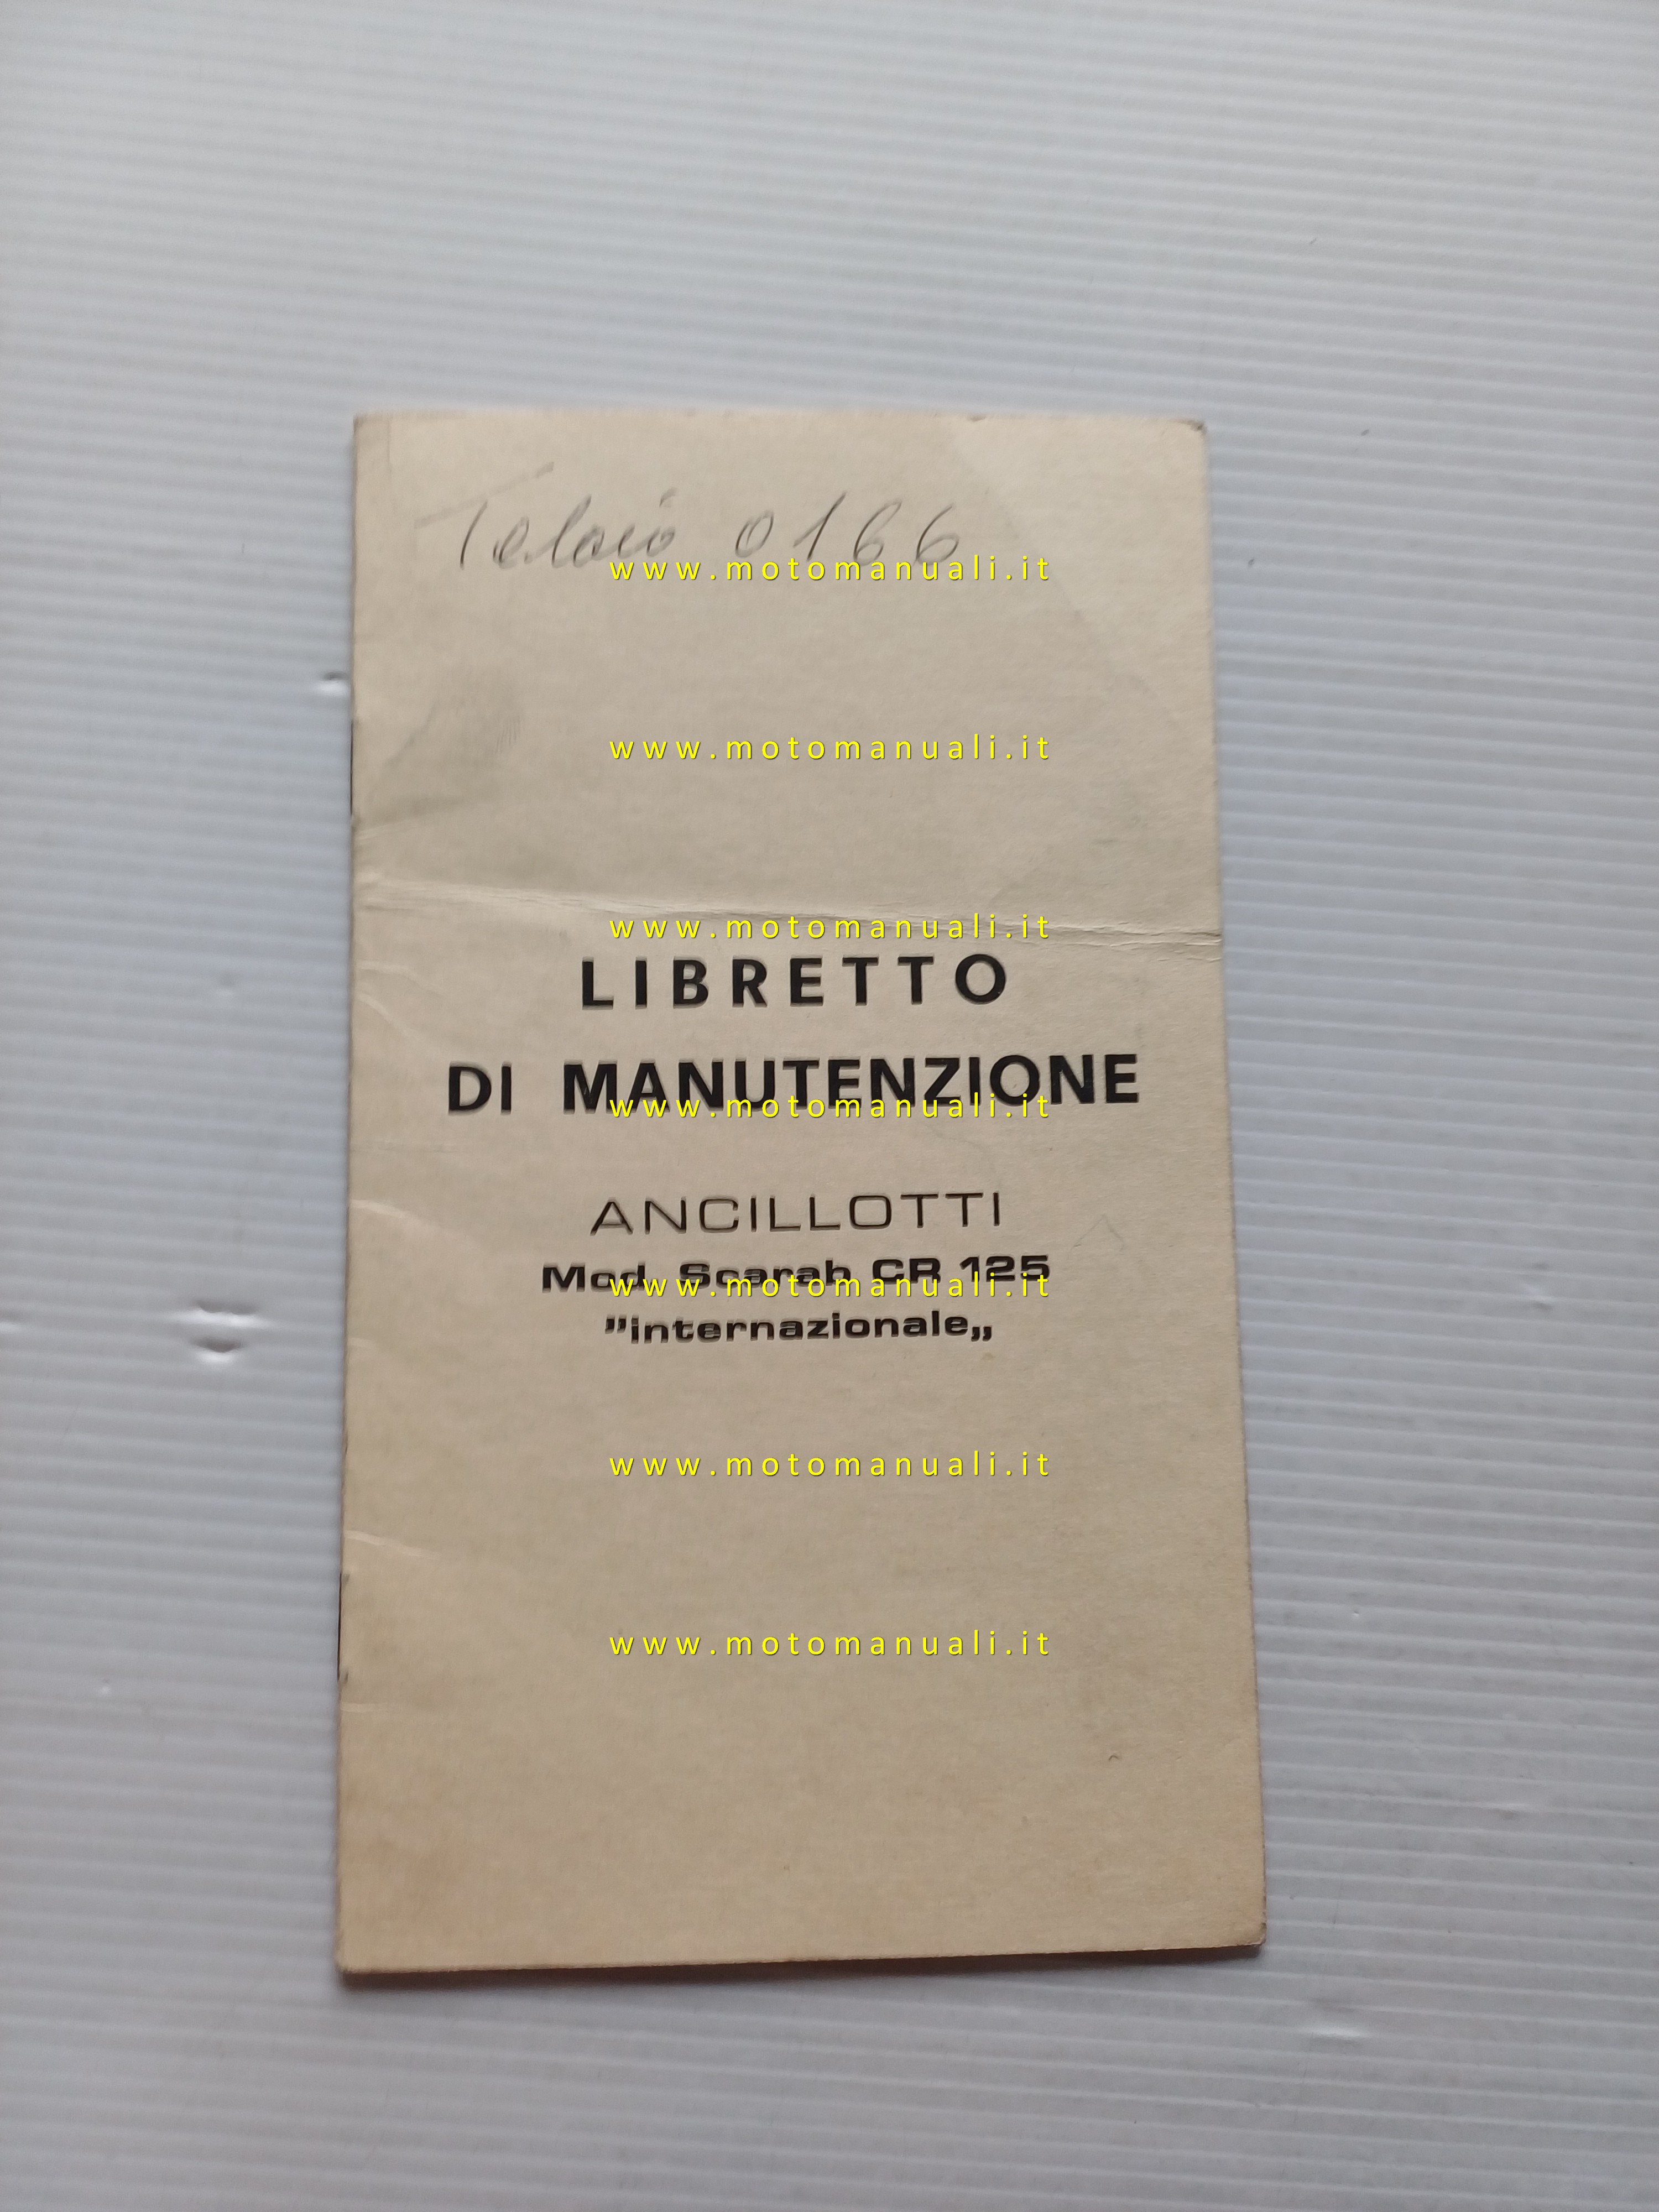 Telaio 0166
www.motomanuali.it
www.motomanuali.it
www.motomanuali.it
LIBRETTO
DI MANUTENZIONE
www.motomanuali.it
ANCILLOTTI
Mod. Scarab CR 125
www.motomanuali.it
"internazionale„
www.motomanuali.it
www.motomanuali.it